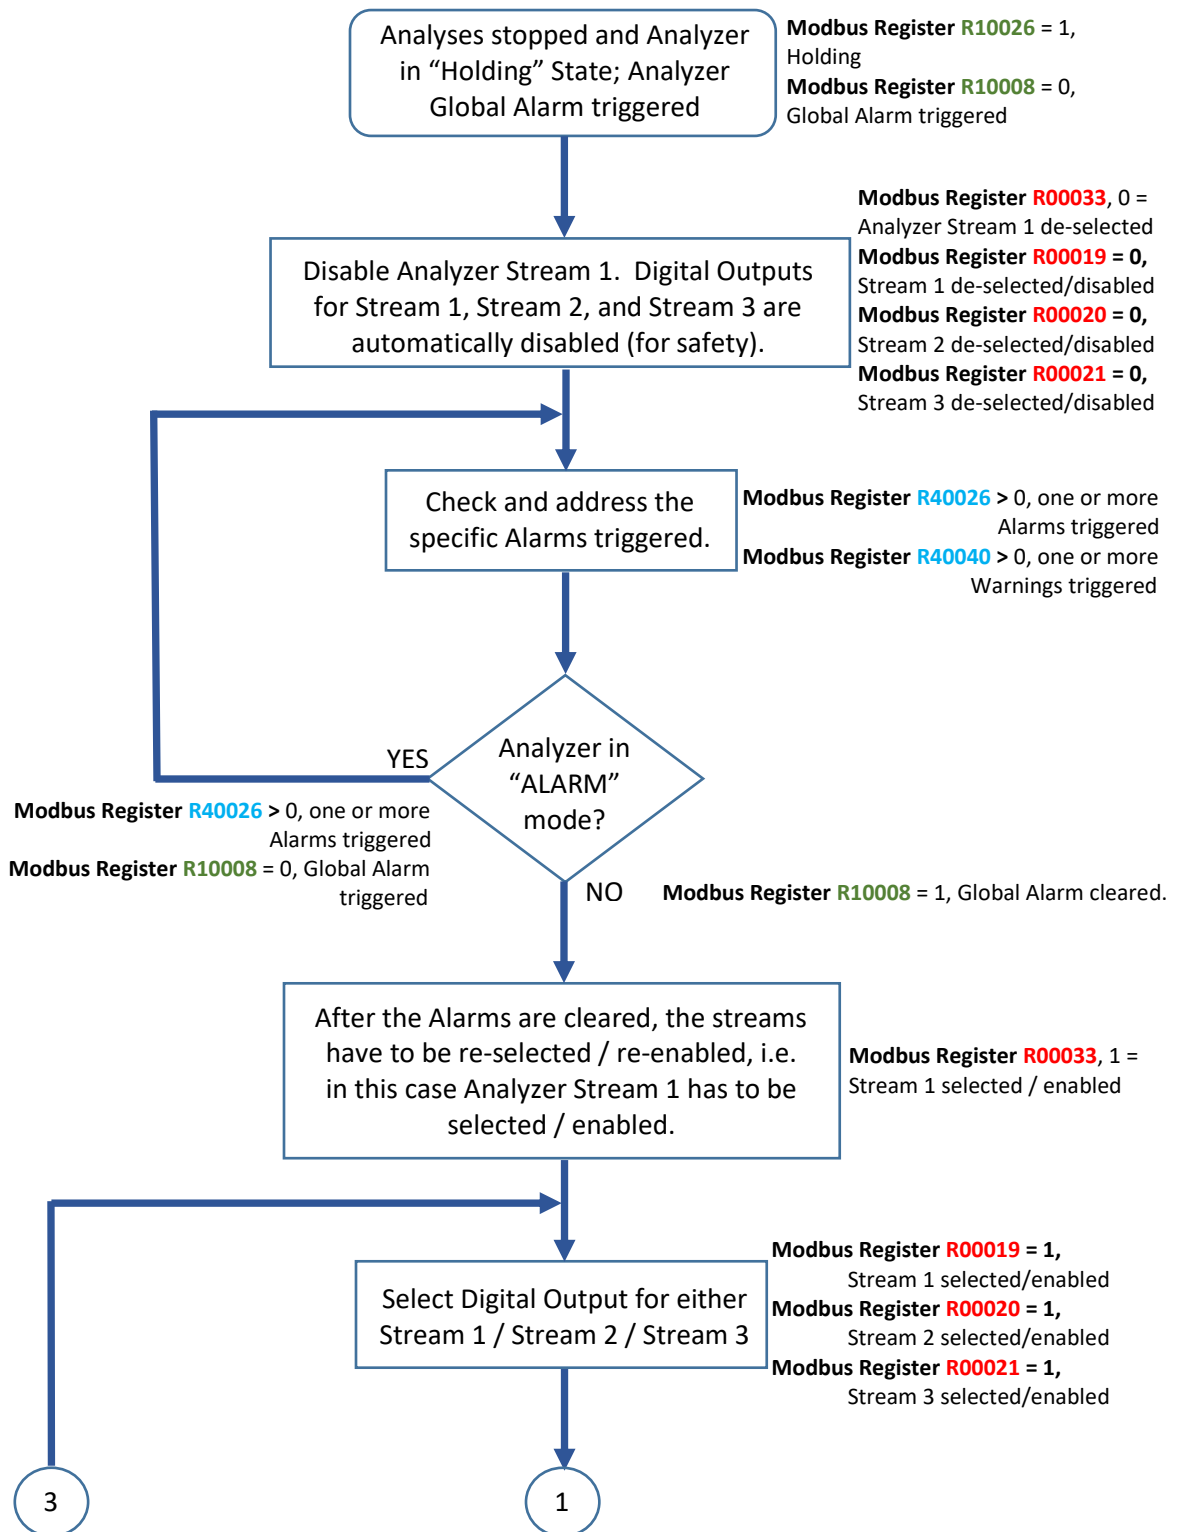 Analyses stopped and Analyzer
in “Holding” State; Analyzer
Global Alarm triggered
Modbus Register R10026 = 1,
Holding
Modbus Register R10008 = 0,
Global Alarm triggered
Modbus Register R00033, 0 =
Analyzer Stream 1 de-selected
Modbus Register R00019 = 0,
Stream 1 de-selected/disabled
Modbus Register R00020 = 0,
Stream 2 de-selected/disabled
Modbus Register R00021 = 0,
Stream 3 de-selected/disabled
Disable Analyzer Stream 1. Digital Outputs
for Stream 1, Stream 2, and Stream 3 are
automatically disabled (for safety).
Check and address the
specific Alarms triggered.
Modbus Register R40026 > 0, one or more
Alarms triggered
Modbus Register R40040 > 0, one or more
Warnings triggered
YES
Analyzer in
“ALARM”
mode?
Modbus Register R40026 > 0, one or more
Alarms triggered
Modbus Register R10008 = 0, Global Alarm
triggered
NO
Modbus Register R10008 = 1, Global Alarm cleared.
After the Alarms are cleared, the streams
have to be re-selected / re-enabled, i.e.
in this case Analyzer Stream 1 has to be
selected / enabled.
Modbus Register R00033, 1 =
Stream 1 selected / enabled
Select Digital Output for either
Stream 1 / Stream 2 / Stream 3
Modbus Register R00019 = 1,
Stream 1 selected/enabled
Modbus Register R00020 = 1,
Stream 2 selected/enabled
Modbus Register R00021 = 1,
Stream 3 selected/enabled
3
1